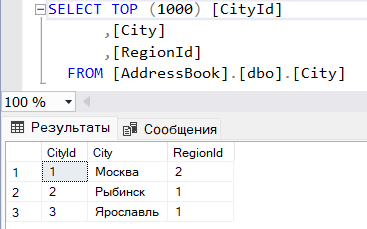 SELECT TOP (1000) [CityId]
,[City]
,[RegionId]
FROM [AddressBook].[dbo].[City]
100 %
Результаты Сообщения
CityId City RegionId
1 1 Москва 2
2 2 Рыбинск 1
3 3 Ярославль 1